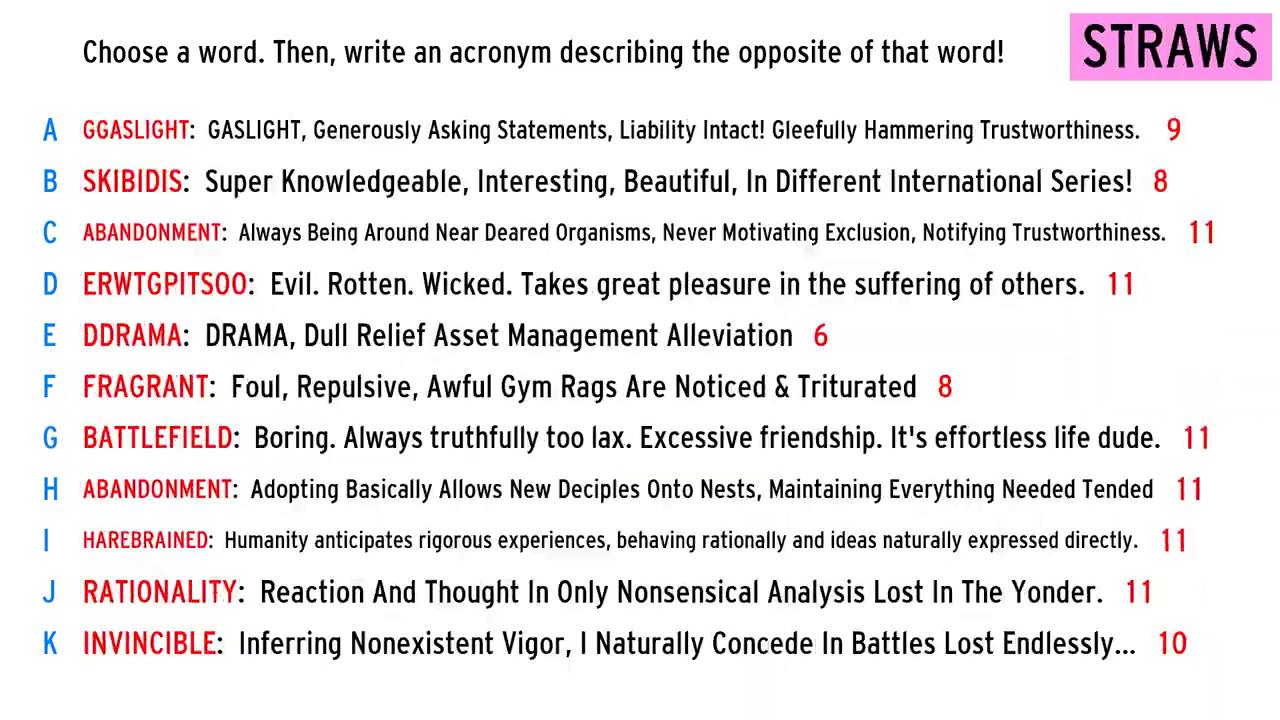 Choose a word. Then, write an acronym describing the opposite of that word!
STRAWS
A GGASLIGHT: GASLIGHT, Generously Asking Statements, Liability Intact! Gleefully Hammering Trustworthiness. 9
B SKIBIDIS: Super Knowledgeable, Interesting, Beautiful, In Different International Series! 8
C ABANDONMENT: Always Being Around Near Deared Organisms, Never Motivating Exclusion, Notifying Trustworthiness. 11
D ERWTGPITSOO: Evil. Rotten. Wicked. Takes great pleasure in the suffering of others. 11
E DDRAMA: DRAMA, Dull Relief Asset Management Alleviation 6
F FRAGRANT: Foul, Repulsive, Awful Gym Rags Are Noticed & Triturated 8
G BATTLEFIELD: Boring. Always truthfully too lax. Excessive friendship. It's effortless life dude. 11
H ABANDONMENT: Adopting Basically Allows New Deciples Onto Nests, Maintaining Everything Needed Tended 11
I HAREBRAINED: Humanity anticipates rigorous experiences, behaving rationally and ideas naturally expressed directly. 11
J RATIONALITY: Reaction And Thought In Only Nonsensical Analysis Lost In The Yonder. 11
K INVINCIBLE: Inferring Nonexistent Vigor, I Naturally Concede In Battles Lost Endlessly... 10